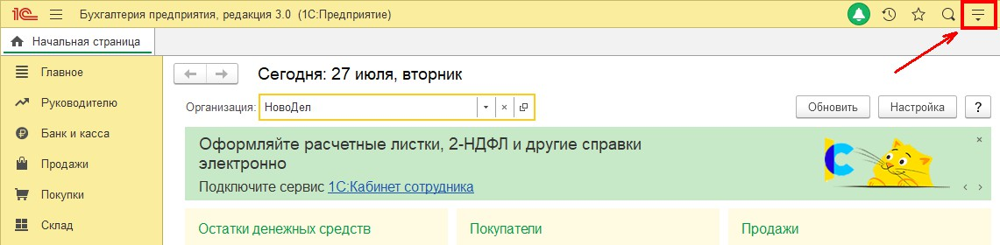 1С Бухгалтерия предприятия, редакция 3.0 (1С:Предприятие)
Начальная страница
Главное
Руководителю
Банк и касса
Продажи
Покупки
Склад
Сегодня: 27 июля, вторник
Организация: НовоДел
Обновить Настройка ?
Оформляйте расчетные листки, 2-НДФЛ и другие справки
электронно
Подключите сервис 1С:Кабинет сотрудника
Остатки денежных средств Покупатели Продажи